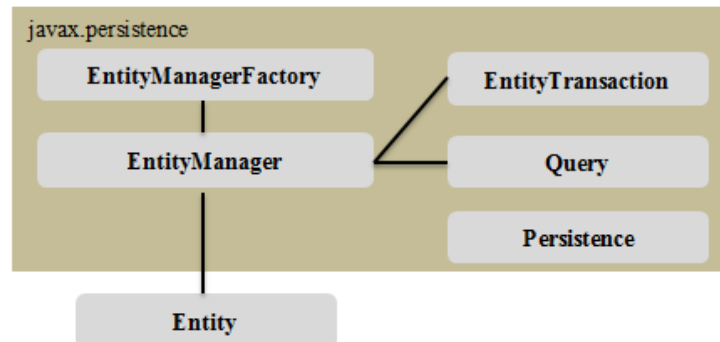 javax.persistence
EntityManagerFactory
EntityTransaction
EntityManager
Query
Persistence
Entity